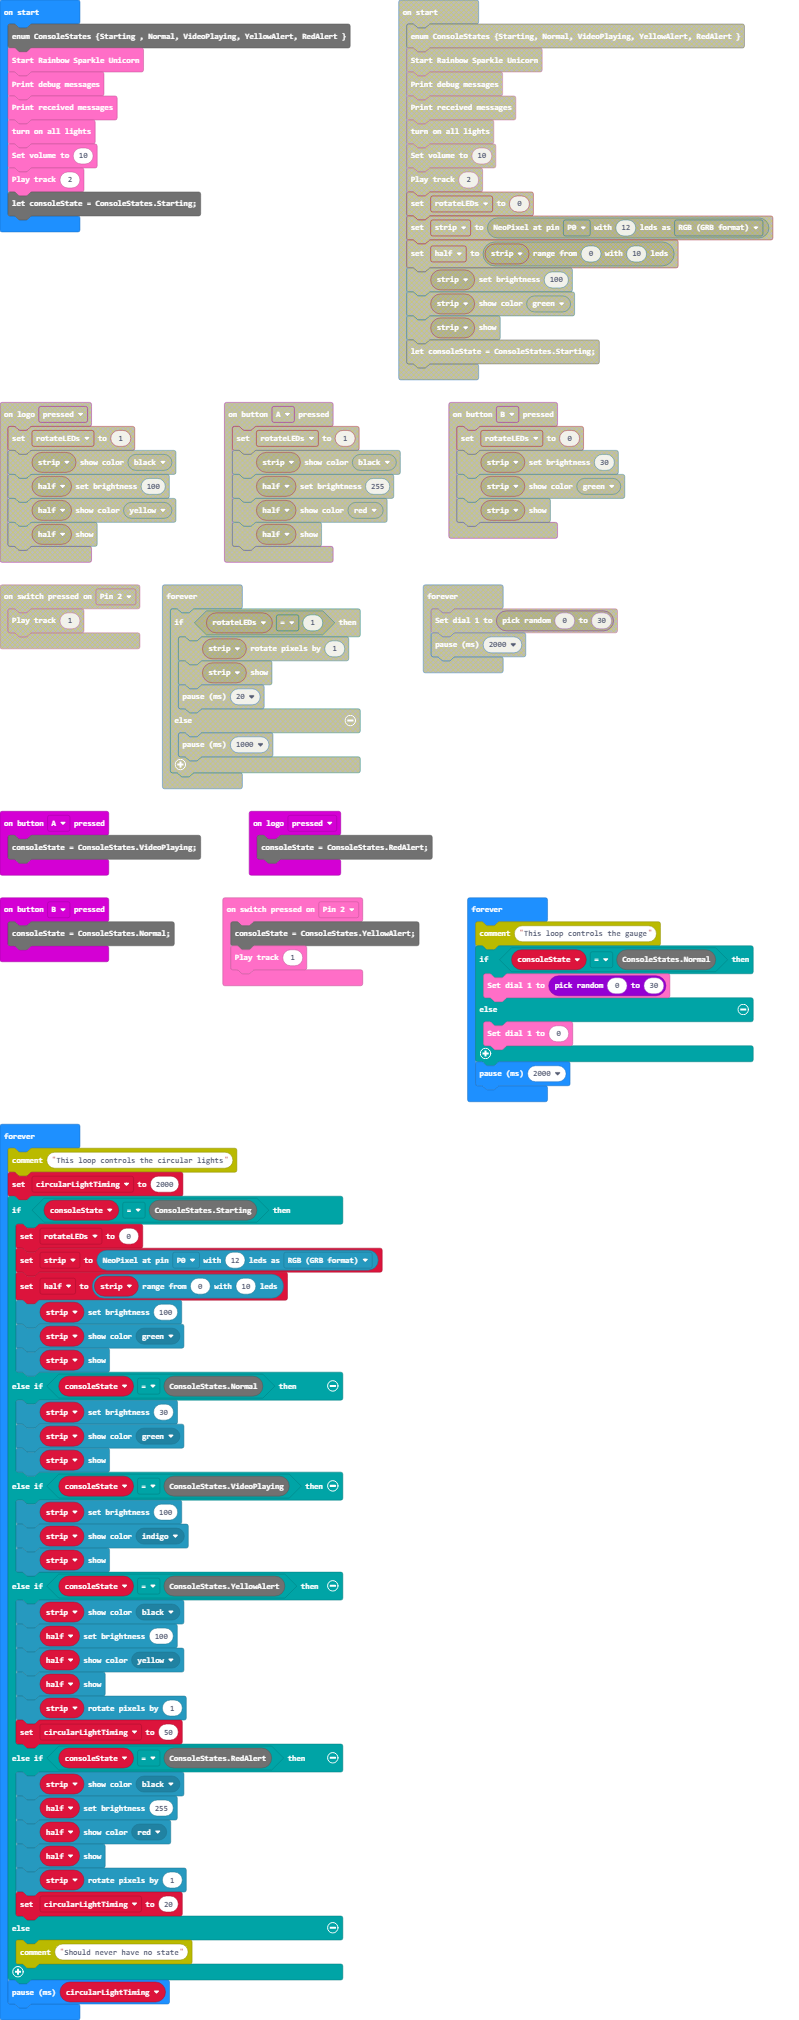 on start
enum ConsoleStates {Starting , Normal, VideoPlaying, YellowAlert, RedAlert }
Start Rainbow Sparkle Unicorn
Print debug messages
Print received messages
turn on all lights
Set volume to 10
Play track 2
let consoleState = ConsoleStates.Starting;
on start
enum ConsoleStates {Starting, Normal, VideoPlaying, YellowAlert, RedAlert }
Start Rainbow Sparkle Unicorn
Print debug messages
Print received messages
turn on all lights
Set volume to 10
Play track 2
set rotateLEDs to 0
set strip to NeoPixel at pin P0 with 12 leds as RGB (GRB format)
set half to strip range from 0 with 10 leds
strip set brightness 100
strip show color green
strip show
let consoleState = ConsoleStates.Starting;
on logo pressed
set rotateLEDs to 1
strip show color black
half set brightness 100
half show color yellow
half show
on button A pressed
set rotateLEDs to 1
strip show color black
half set brightness 255
half show color red
half show
on button B pressed
set rotateLEDs to 0
strip set brightness 30
strip show color green
strip show
on switch pressed on Pin 2
Play track 1
forever
if rotateLEDs = 1 then
strip rotate pixels by 1
strip show
pause (ms) 20
else
pause (ms) 1000
forever
Set dial 1 to pick random 0 to 30
pause (ms) 2000
on button A pressed
consoleState = ConsoleStates.VideoPlaying;
on logo pressed
consoleState = ConsoleStates.RedAlert;
on button B pressed
consoleState = ConsoleStates.Normal;
on switch pressed on Pin 2
consoleState = ConsoleStates.YellowAlert;
Play track 1
forever
comment "This loop controls the gauge"
if consoleState = ConsoleStates.Normal then
Set dial 1 to pick random 0 to 30
else
Set dial 1 to 0
pause (ms) 2000
forever
comment "This loop controls the circular lights"
set circularLightTiming to 2000
if consoleState = ConsoleStates.Starting then
set rotateLEDs to 0
set strip to NeoPixel at pin P0 with 12 leds as RGB (GRB format)
set half to strip range from 0 with 10 leds
strip set brightness 100
strip show color green
strip show
else if consoleState = ConsoleStates.Normal then
strip set brightness 30
strip show color green
strip show
else if consoleState = ConsoleStates.VideoPlaying then
strip set brightness 100
strip show color indigo
strip show
else if consoleState = ConsoleStates.YellowAlert then
strip show color black
half set brightness 100
half show color yellow
half show
strip rotate pixels by 1
set circularLightTiming to 50
else if consoleState = ConsoleStates.RedAlert then
strip show color black
half set brightness 255
half show color red
half show
strip rotate pixels by 1
set circularLightTiming to 20
else
comment "Should never have no state"
pause (ms) circularLightTiming